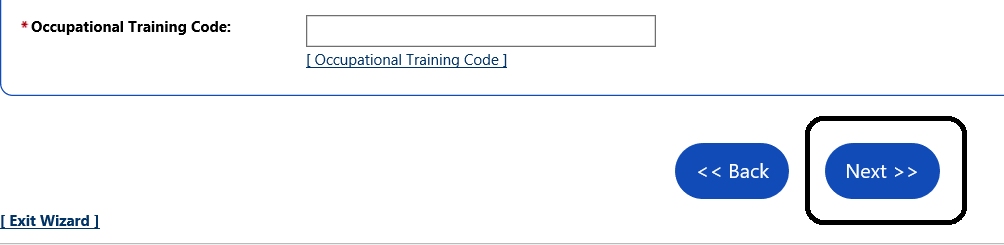 * Occupational Training Code:
[ Occupational Training Code ]
<< Back
Next >>
[ Exit Wizard ]